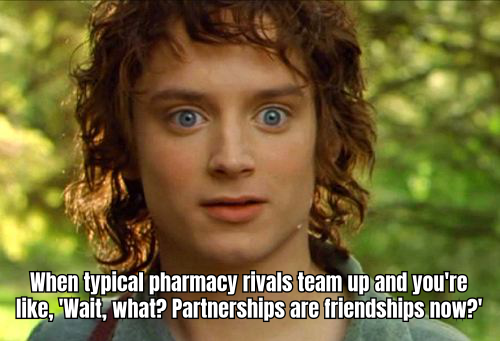 When typical pharmacy rivals team up and you're
like, 'Wait, what? Partnerships are friendships now?'